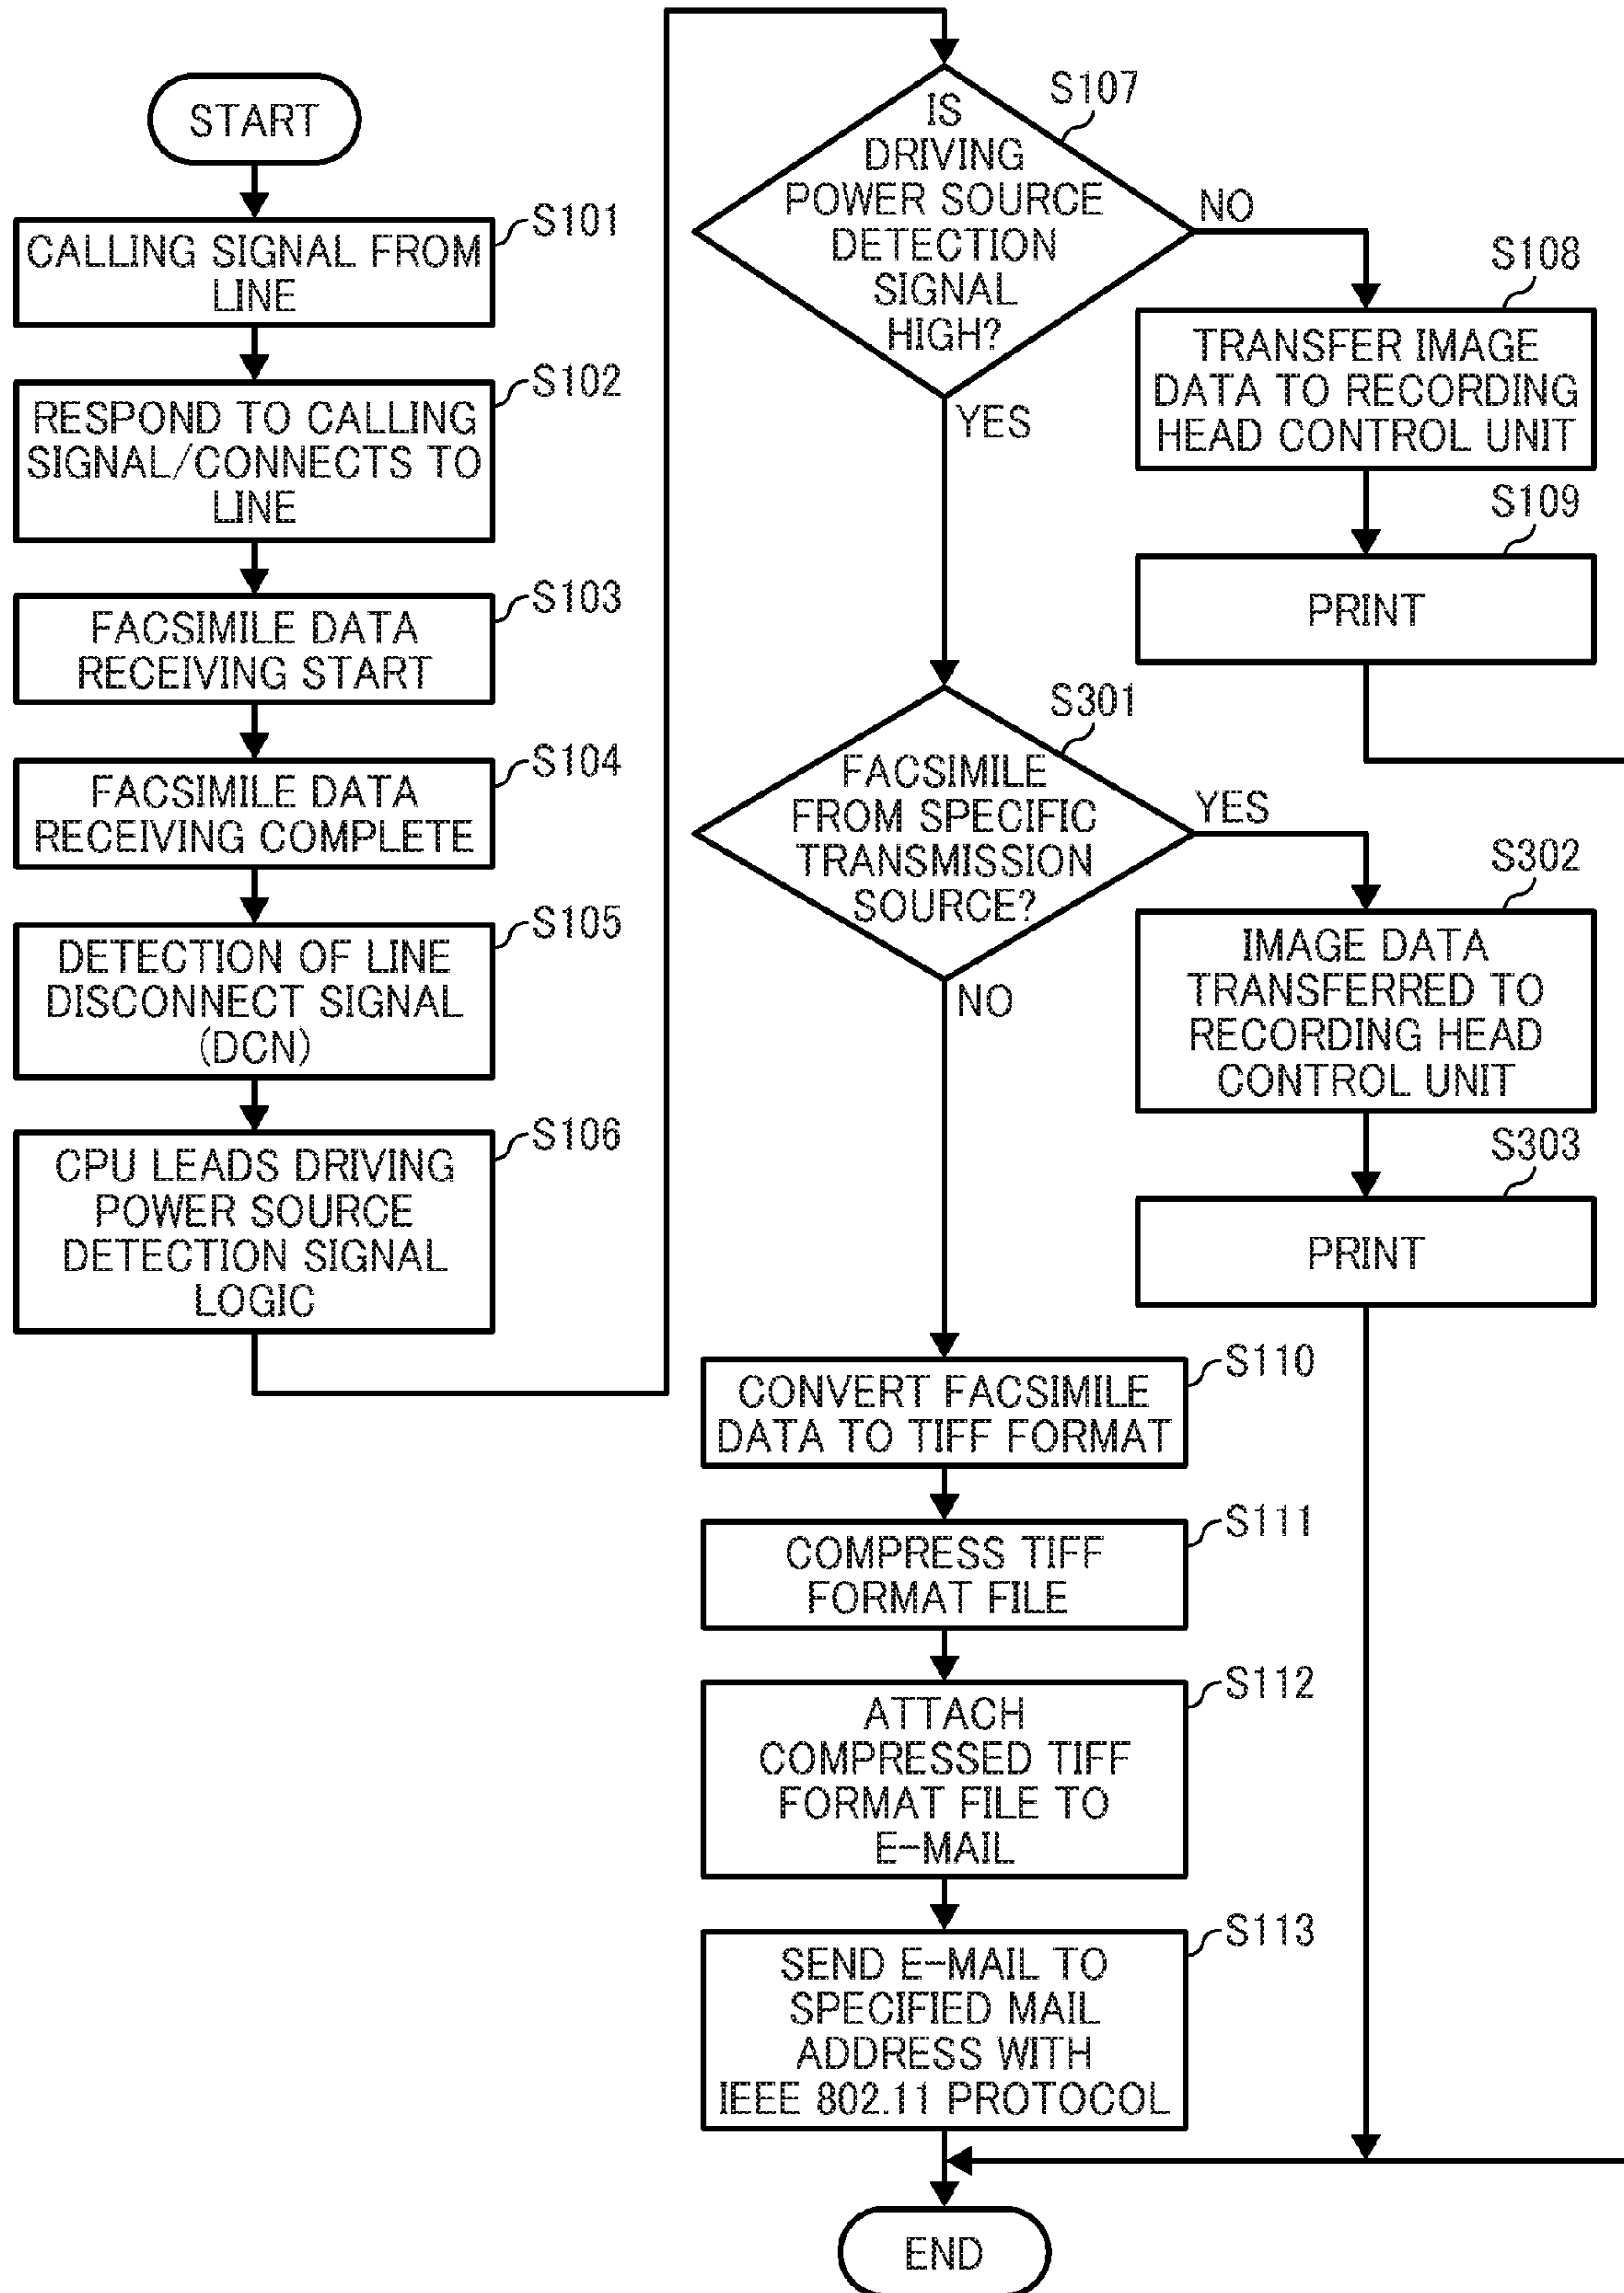 START
S101
CALLING SIGNAL FROM
LINE
S102
RESPOND TO CALLING
SIGNAL/CONNECTS TO
LINE
S103
FACSIMILE DATA
RECEIVING START
S104
FACSIMILE DATA
RECEIVING COMPLETE
S105
DETECTION OF LINE
DISCONNECT SIGNAL
(DCN)
S106
CPU LEADS DRIVING
POWER SOURCE
DETECTION SIGNAL
LOGIC
S107
IS
DRIVING
POWER SOURCE
DETECTION
SIGNAL
HIGH?
NO
YES
S108
TRANSFER IMAGE
DATA TO RECORDING
HEAD CONTROL UNIT
S109
PRINT
S301
FACSIMILE
FROM SPECIFIC
TRANSMISSION
SOURCE?
YES
NO
S302
IMAGE DATA
TRANSFERRED TO
RECORDING HEAD
CONTROL UNIT
S303
PRINT
S110
CONVERT FACSIMILE
DATA TO TIFF FORMAT
S111
COMPRESS TIFF
FORMAT FILE
S112
ATTACH
COMPRESSED TIFF
FORMAT FILE TO
E-MAIL
S113
SEND E-MAIL TO
SPECIFIED MAIL
ADDRESS WITH
IEEE 802.11 PROTOCOL
END